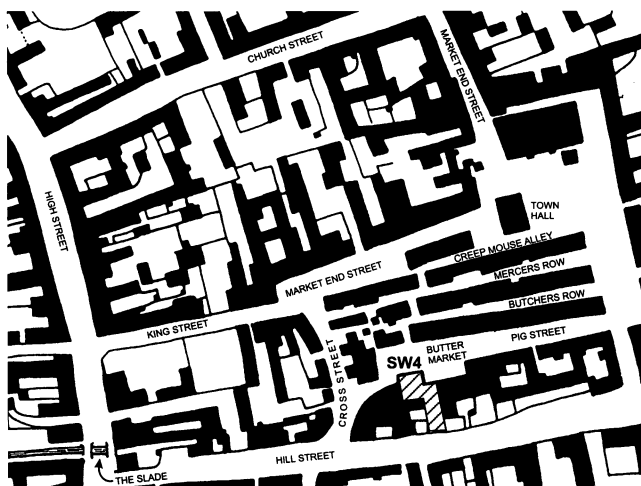 CHURCH STREET
MARKET END STREET
HIGH STREET
TOWN
HALL
CREEP MOUSE ALLEY
MERCERS ROW
MARKET END STREET
BUTCHERS ROW
KING STREET
PIG STREET
BUTTER
MARKET
SW4
CROSS STREET
HILL STREET
THE SLADE